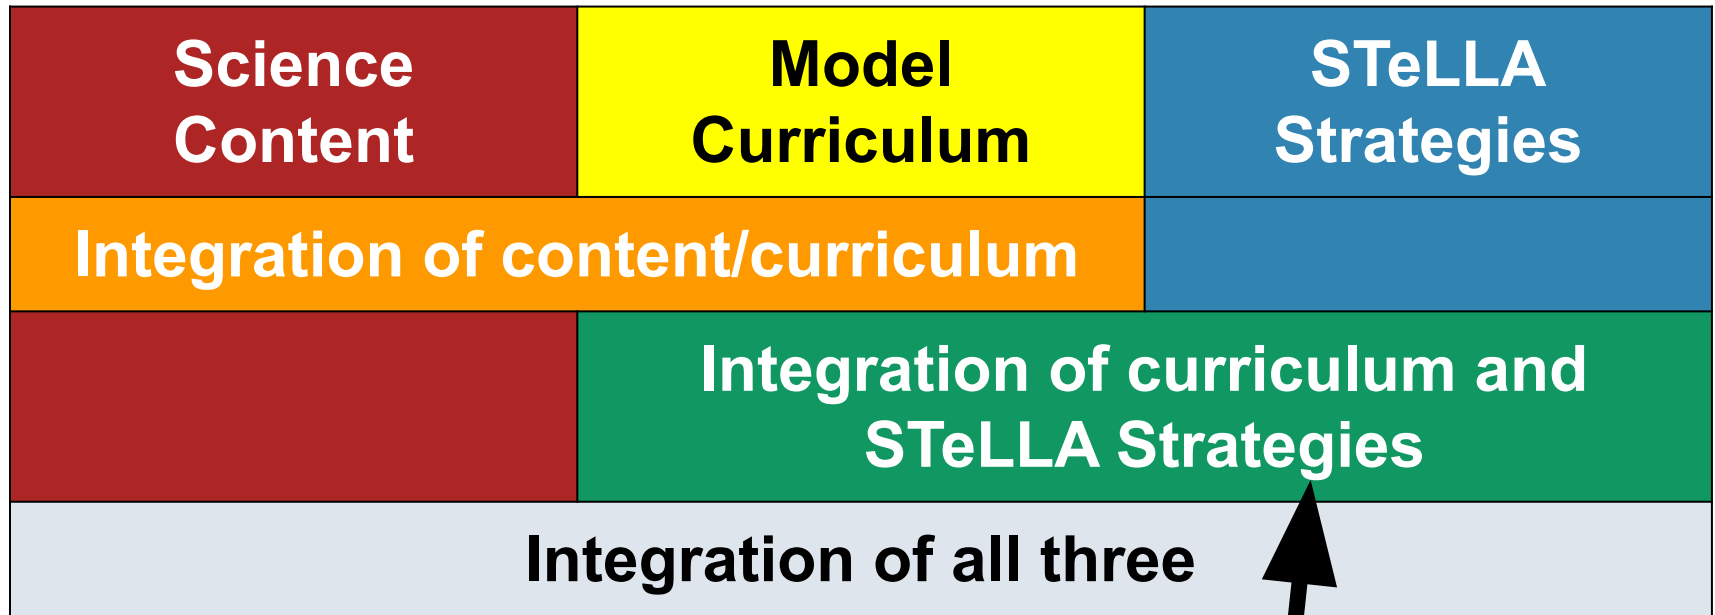 Science
Content
Model
Curriculum
STeLLA
Strategies
Integration of content/curriculum
Integration of curriculum and
STeLLA Strategies
Integration of all three